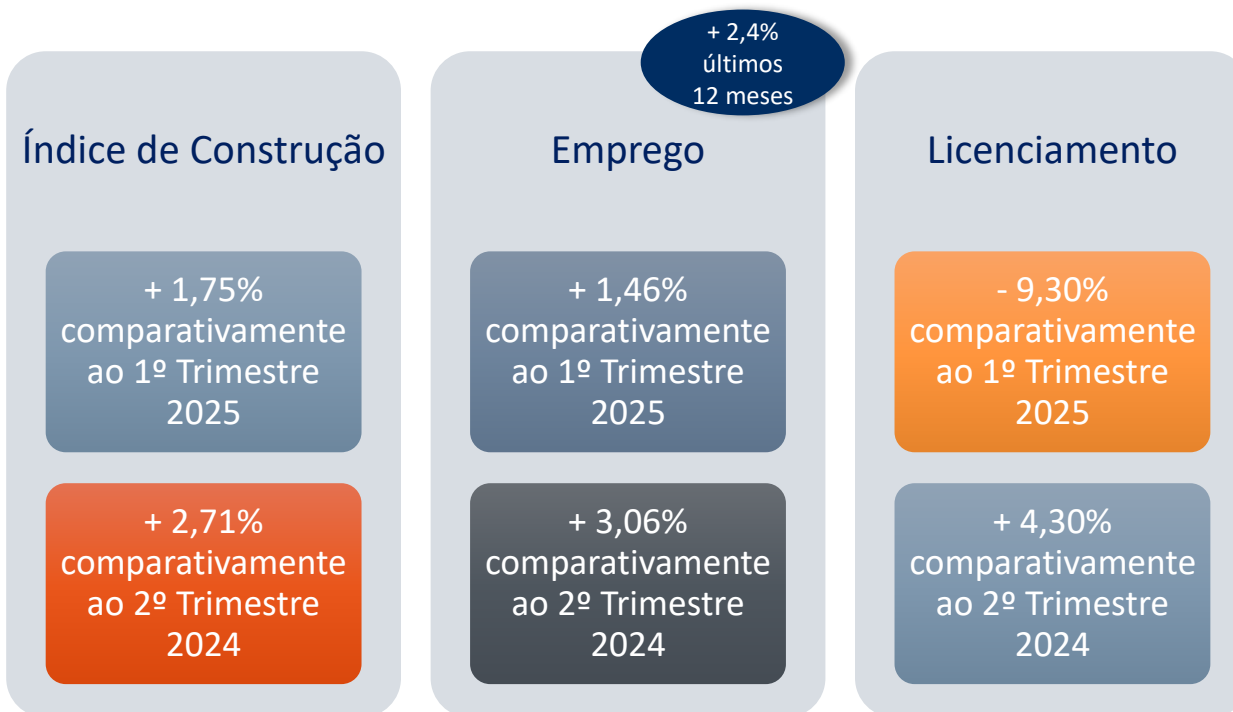 Índice de Construção
+ 1,75%
comparativamente
ao 1º Trimestre
2025
+ 2,71%
comparativamente
ao 2º Trimestre
2024
+ 2,4%
últimos
12 meses
Emprego
+ 1,46%
comparativamente
ao 1º Trimestre
2025
+ 3,06%
comparativamente
ao 2º Trimestre
2024
Licenciamento
- 9,30%
comparativamente
ao 1º Trimestre
2025
+ 4,30%
comparativamente
ao 2º Trimestre
2024